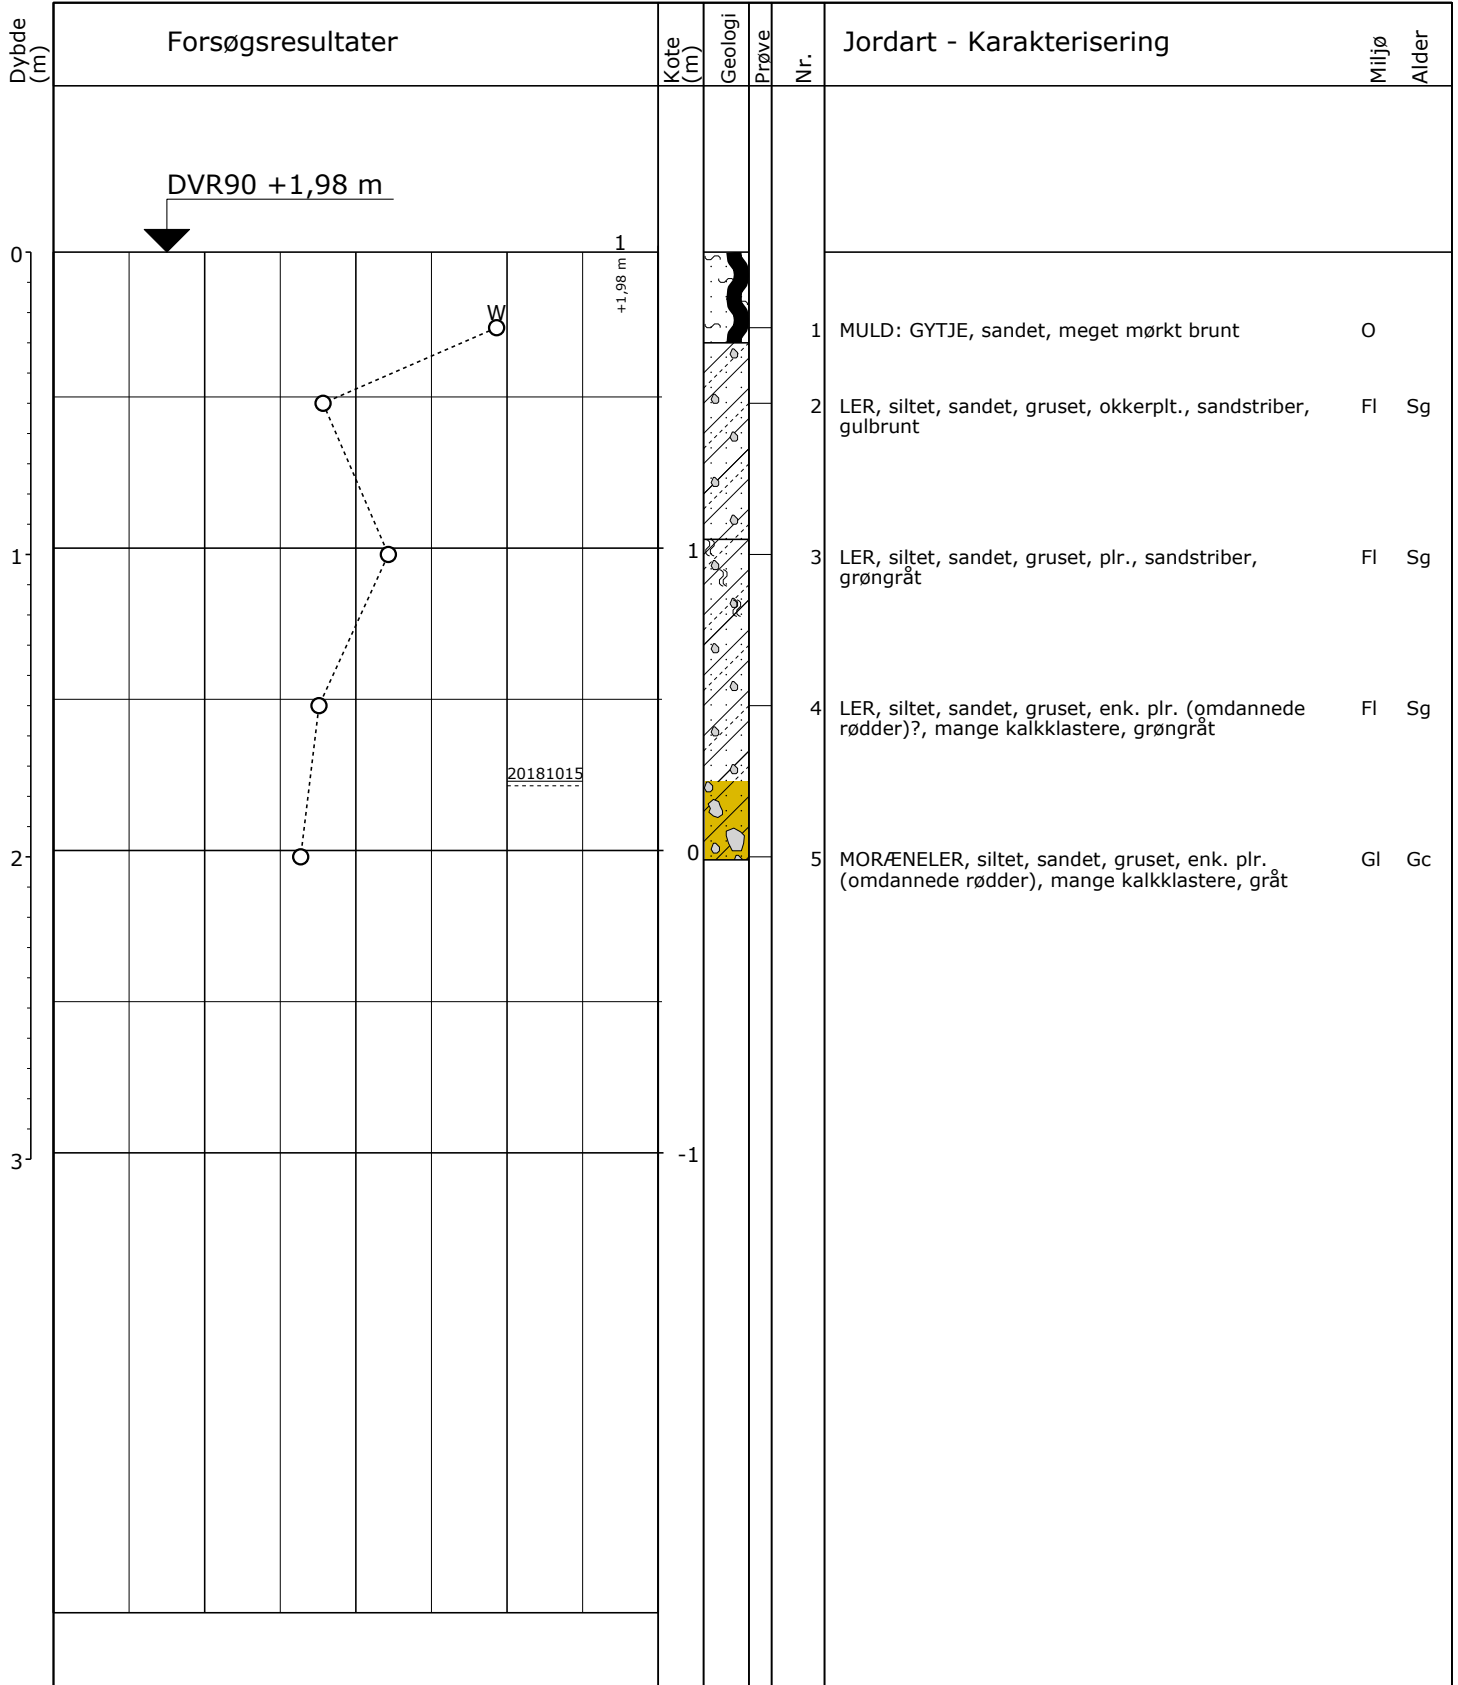 Dybde
(m)
Forsøgsresultater
Kote
(m)
Geologi
Prøve
Nr.
Jordart - Karakterisering
Miljø
Alder
DVR90 +1,98 m
0
1
+1,98 m
W
1 MULD: GYTJE, sandet, meget mørkt brunt O
2 LER, siltet, sandet, gruset, okkerplt., sandstriber, Fl Sg
gulbrunt
1
1
3 LER, siltet, sandet, gruset, plr., sandstriber, Fl Sg
grøngråt
4 LER, siltet, sandet, gruset, enk. plr. (omdannede Fl Sg
rødder)?, mange kalkklastere, grøngråt
20181015
2
0
5 MORÆNELER, siltet, sandet, gruset, enk. plr. Gl Gc
(omdannede rødder), mange kalkklastere, gråt
3
-1